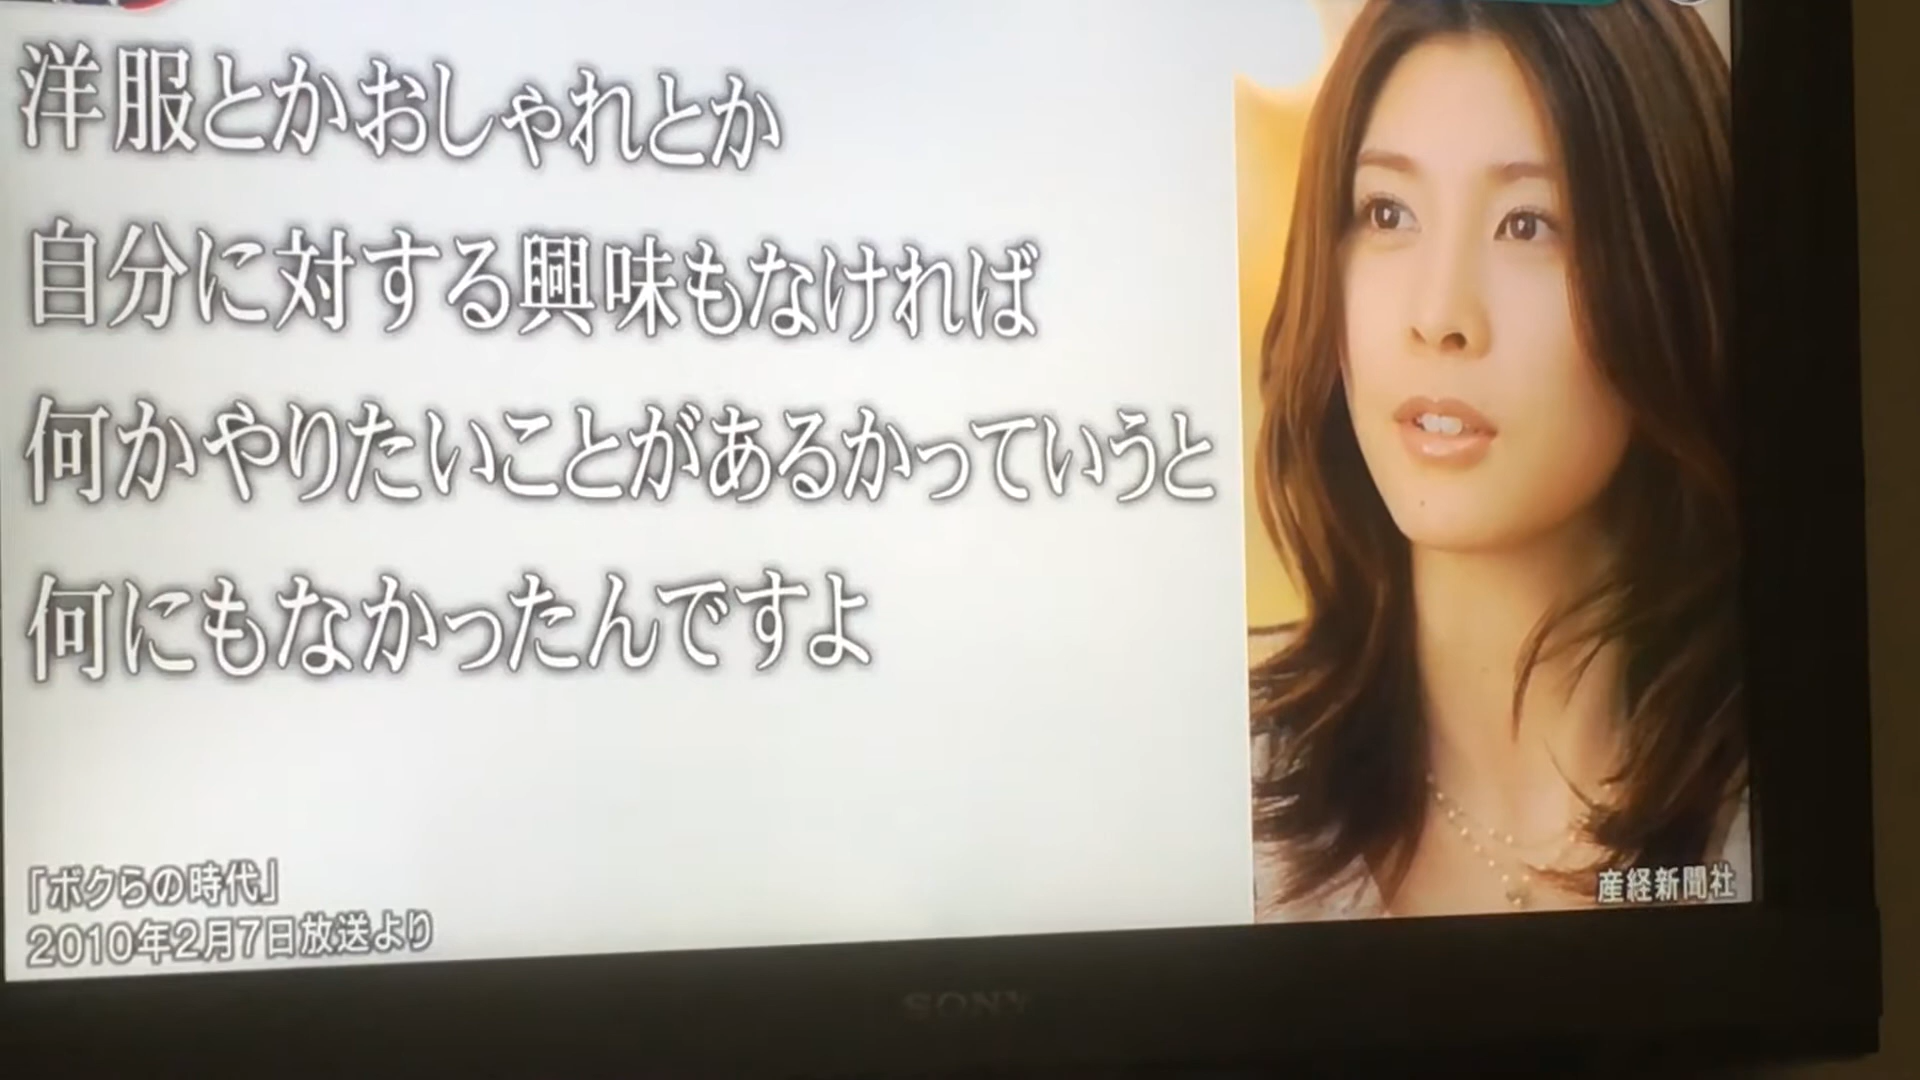 洋服とかおしゃれとか
自分に対する興味もなければ
何かやりたいことがあるかっていうと
何にもなかったんですよ
「ボクらの時代」
2010年2月7日放送より
産経新聞社
SONY